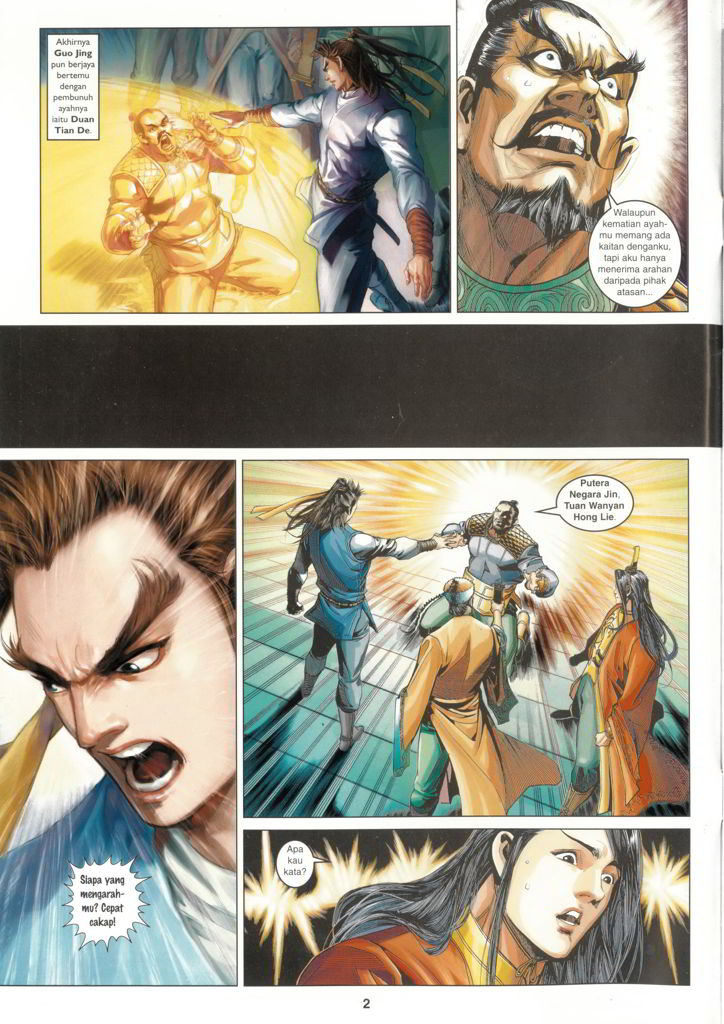 Akhirnya
Guo Jing
pun berjaya
bertemu
dengan
pembunuh
ayahnya
iaitu Duan
Tian De.
Walaupun
kematian ayah-
mu memang ada
kaitan denganku,
tapi aku hanya
menerima arahan
daripada pihak
atasan...
Siapa yang
mengarah-
mu? Cepat
cakap!
Putera
Negara Jin,
Tuan Wanyan
Hong Lie.
Apa
kau
kata?
2